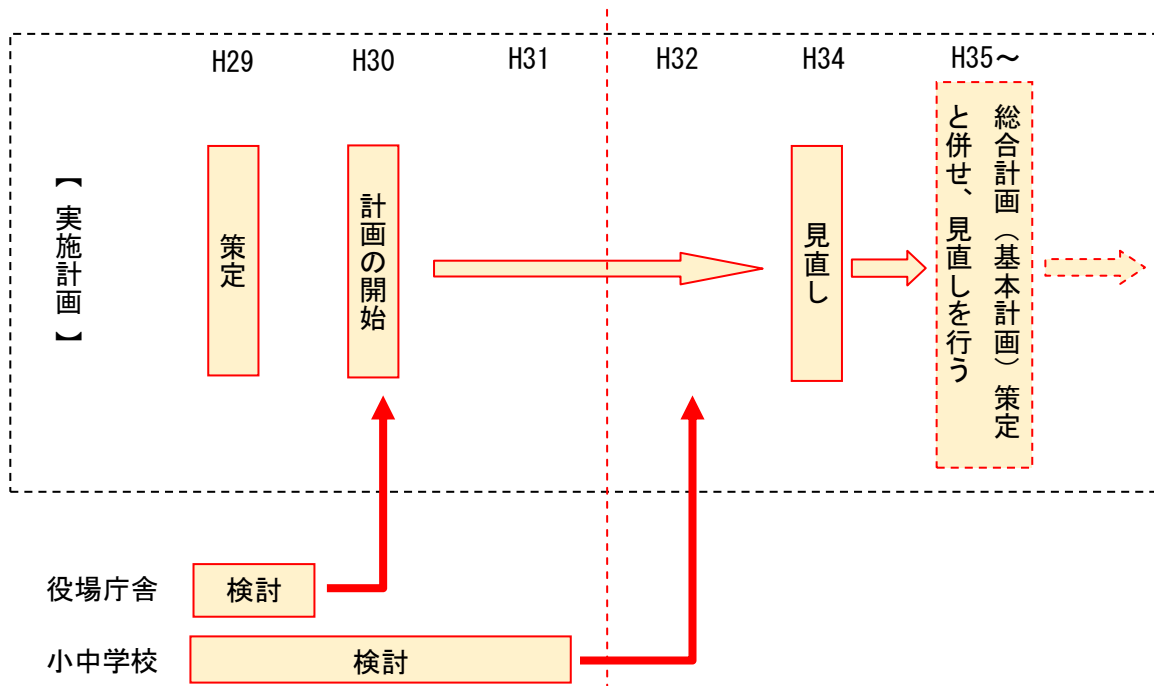 H29
H30
H31
H32
H34
H35～
【実施計画】
策定
計画の開始
見直し
総合計画（基本計画）策定
と併せ、見直しを行う
役場庁舎
検討
小中学校
検討